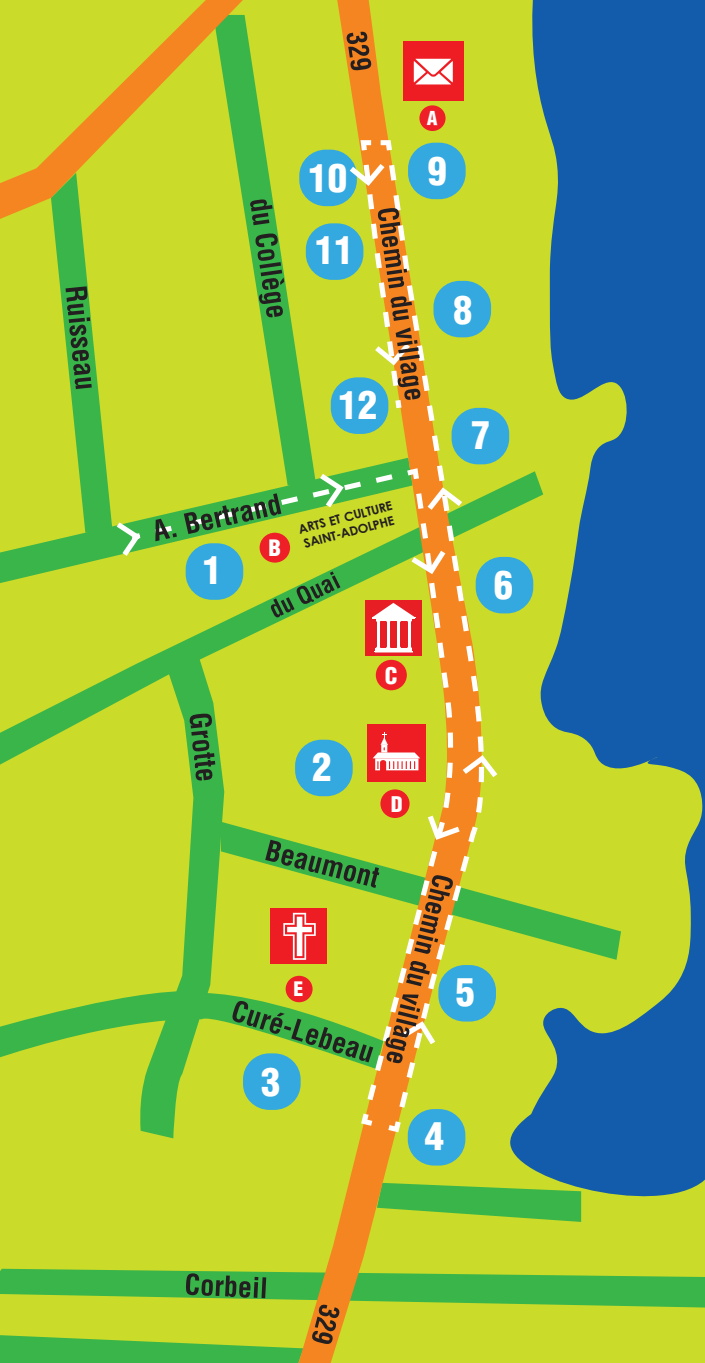 329
A
10
9
11
Chemin du village
du Collège
8
Ruisseau
12
7
A. Bertrand
ARTS ET CULTURE
SAINT-ADOLPHE
B
1
6
du Quai
C
Grotte
2
D
Beaumont
Chemin du village
E
5
Curé-Lebeau
3
4
Corbeil
329